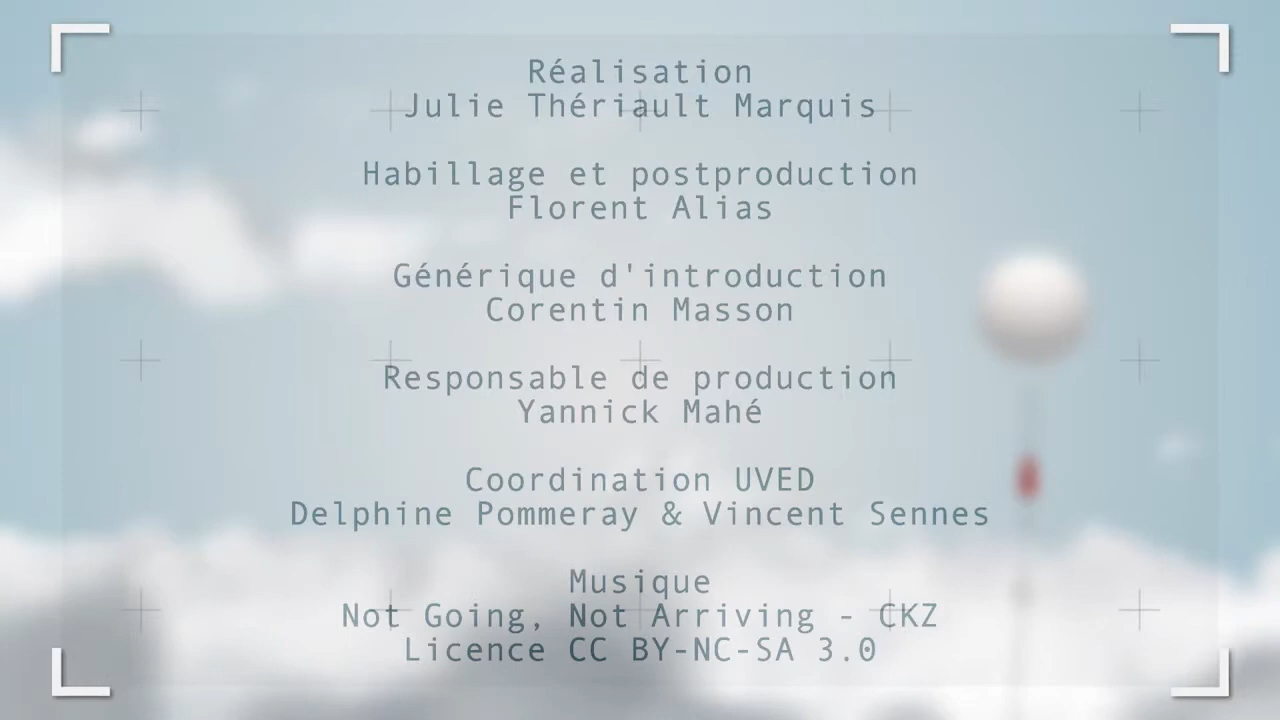 Réalisation
Julie Thériault Marquis
Habillage et postproduction
Florent Alias
Générique d'introduction
Corentin Masson
Responsable de production
Yannick Mahé
Coordination UVED
Delphine Pommeray & Vincent Sennes
Musique
Not Going, Not Arriving - CKZ
Licence CC BY-NC-SA 3.0